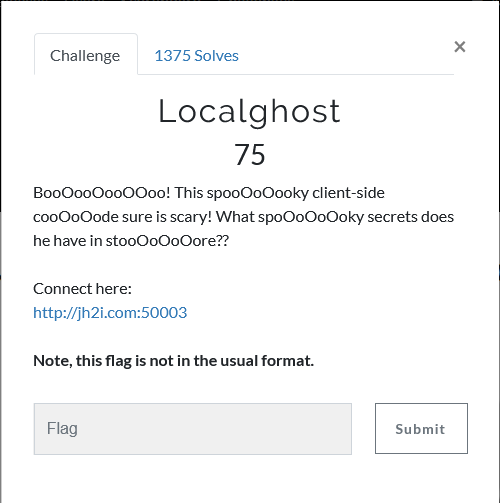 Challenge
1375 Solves
×
Localghost
75
BooOooOooOOoo! This spooOoOooky client-side
cooOoOode sure is scary! What spoOoOoOoky secrets does
he have in stooOoOoOore??
Connect here:
http://jh2i.com:50003
Note, this flag is not in the usual format.
Flag
Submit